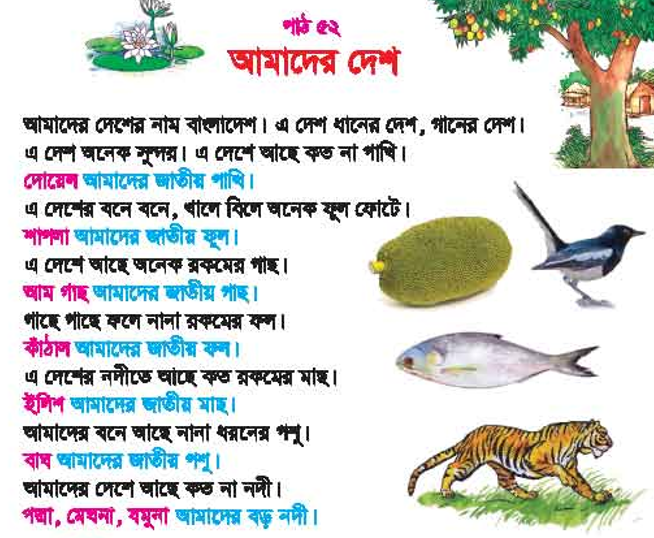 পাঠ ৫২
আমাদের দেশ
আমাদের দেশের নাম বাংলাদেশ। এ দেশ ধানের দেশ, গানের দেশ।
এ দেশ অনেক সুন্দর। এ দেশে আছে কত না পাখি।
দোয়েল আমাদের জাতীয় পাখি।
এ দেশের বনে বনে, খালে বিলে অনেক ফুল ফোটে।
শাপলা আমাদের জাতীয় ফুল।
এ দেশে আছে অনেক রকমের গাছ।
আম গাছ আমাদের জাতীয় গাছ।
গাছে গাছে ফলে নানা রকমের ফল।
কাঁঠাল আমাদের জাতীয় ফল।
এ দেশের নদীতে আছে কত রকমের মাছ।
ইলিশ আমাদের জাতীয় মাছ।
আমাদের বনে আছে নানা ধরনের পশু।
বাঘ আমাদের জাতীয় পশু।
আমাদের দেশে আছে কত না নদী।
পদ্মা, মেঘনা, যমুনা আমাদের বড় নদী।